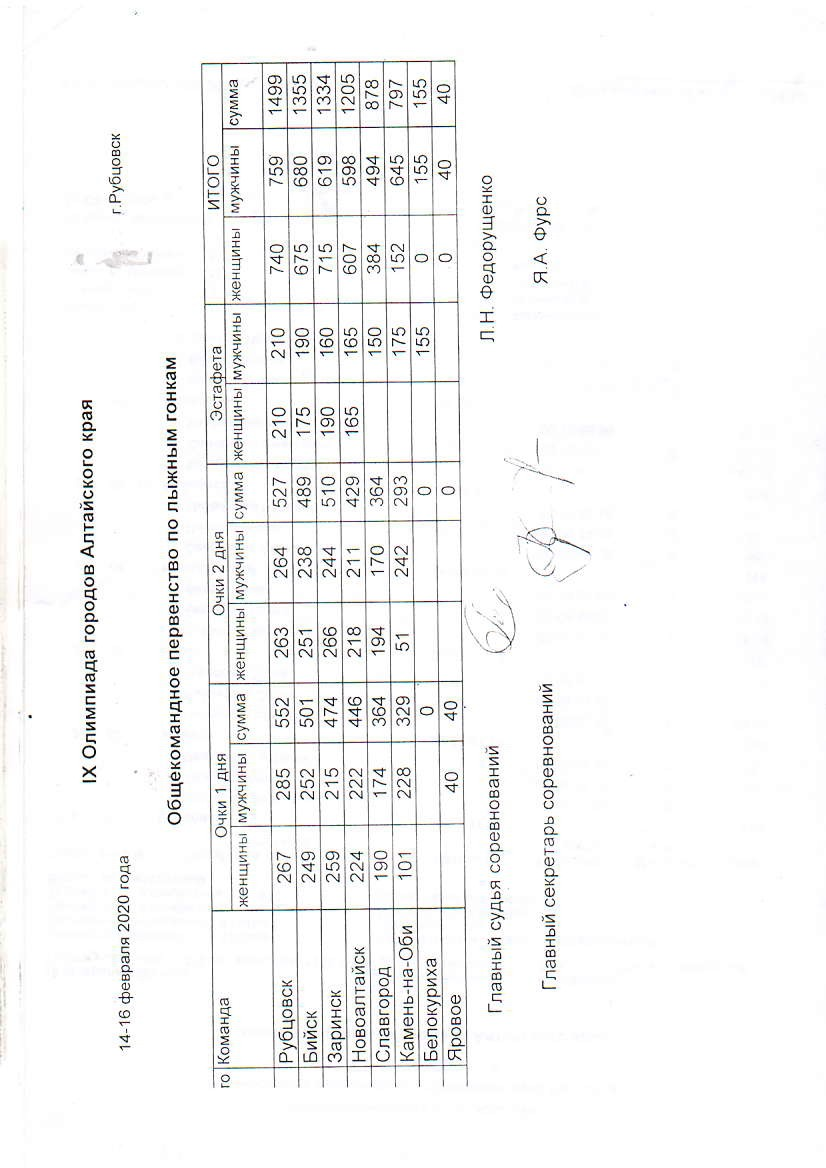 IX Олимпиада городов Алтайского края
14-16 февраля 2020 года г.Рубцовск
Общекомандное первенство по лыжным гонкам
то Команда Очки 1 дня Очки 2 дня Эстафета ИТОГО
женщины мужчины сумма женщины мужчины сумма женщины мужчины женщины мужчины сумма
Рубцовск 267 285 552 263 264 527 210 210 740 759 1499
Бийск 249 252 501 251 238 489 175 190 675 680 1355
Заринск 259 215 474 266 244 510 190 160 715 619 1334
Новоалтайск 224 222 446 218 211 429 165 165 607 598 1205
Славгород 190 174 364 194 170 364 150 384 494 878
Камень-на-Оби 101 228 329 51 242 293 175 152 645 797
Белокуриха 0 0 155 0 155 155
Яровое 40 40 0 0 40 40
Главный судья соревнований Л.Н. Федорущенко
Главный секретарь соревнований Я.А. Фурс